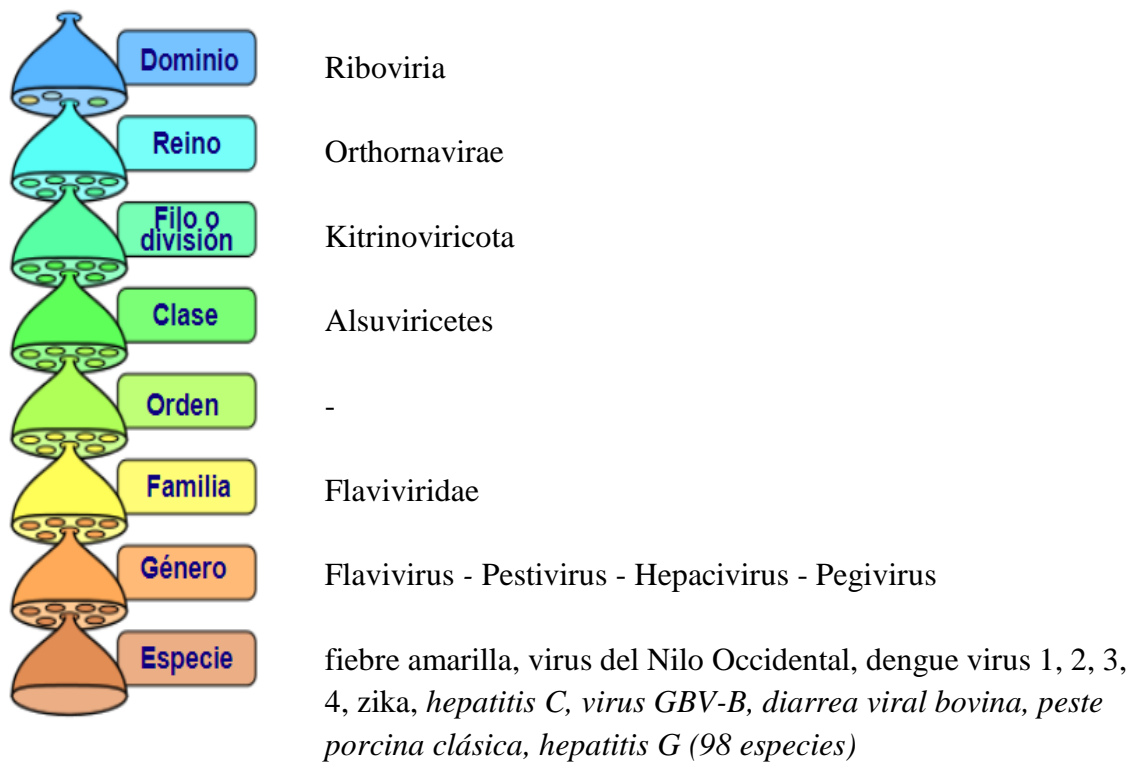 Dominio Riboviria
Reino Orthornavirae
Filo o
división Kitrinoviricota
Clase Alsuviricetes
Orden -
Familia Flaviviridae
Género Flavivirus - Pestivirus - Hepacivirus - Pegivirus
Especie fiebre amarilla, virus del Nilo Occidental, dengue virus 1, 2, 3,
4, zika, hepatitis C, virus GBV-B, diarrea viral bovina, peste
porcina clásica, hepatitis G (98 especies)